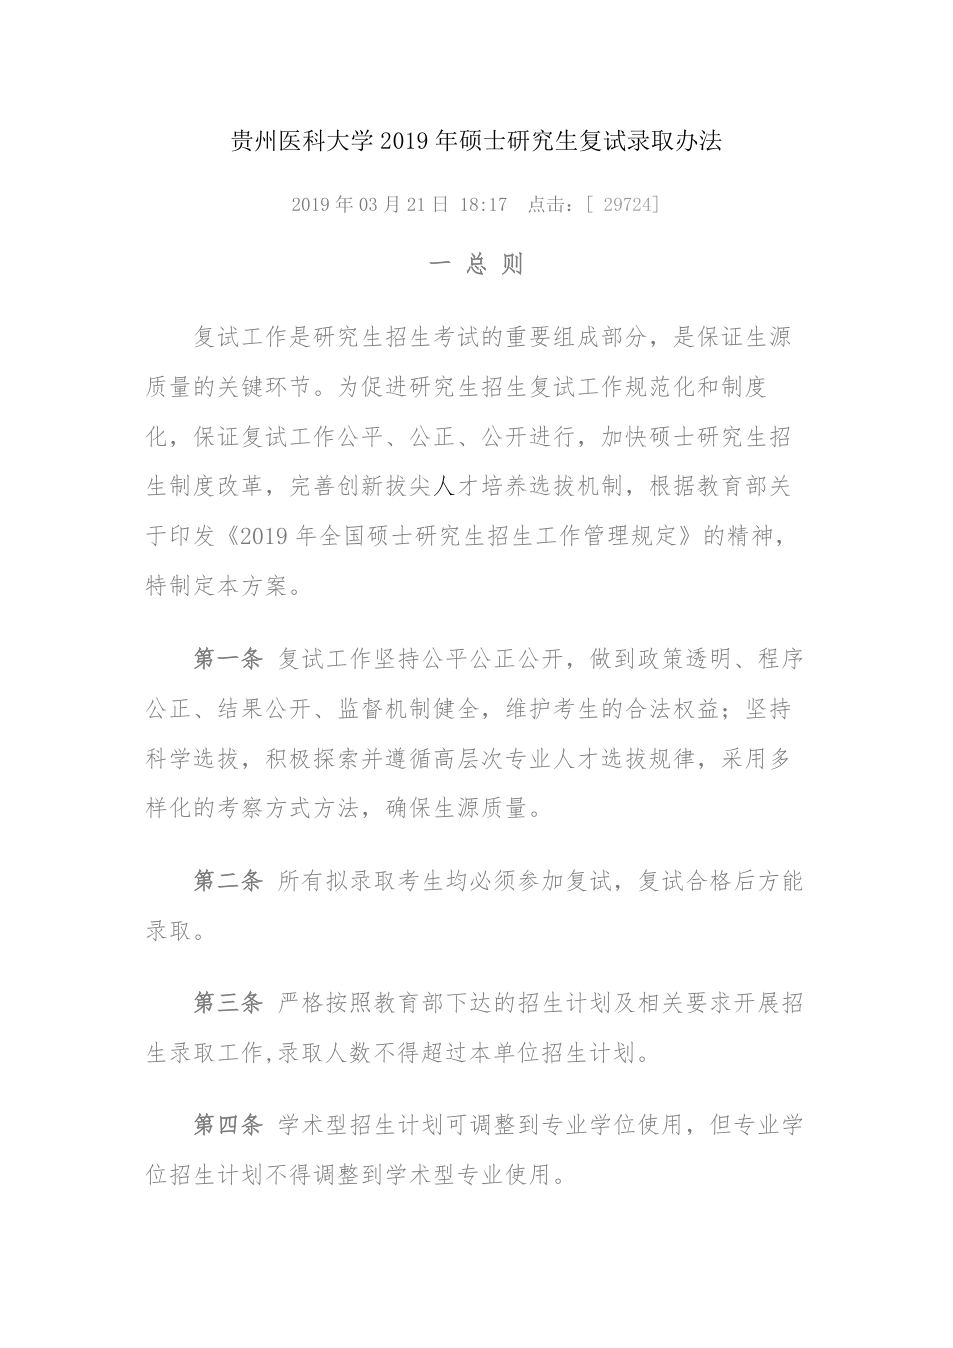 贵州医科大学 2019 年硕士研究生复试录取办法
2019 年 03 月 21 日 18:17 点击：[ 29724]
一 总 则
复试工作是研究生招生考试的重要组成部分，是保证生源
质量的关键环节。为促进研究生招生复试工作规范化和制度
化，保证复试工作公平、公正、公开进行，加快硕士研究生招
生制度改革，完善创新拔尖人才培养选拔机制，根据教育部关
于印发《2019 年全国硕士研究生招生工作管理规定》的精神，
特制定本方案。
第一条 复试工作坚持公平公正公开，做到政策透明、程序
公正、结果公开、监督机制健全，维护考生的合法权益；坚持
科学选拔，积极探索并遵循高层次专业人才选拔规律，采用多
样化的考察方式方法，确保生源质量。
第二条 所有拟录取考生均必须参加复试，复试合格后方能
录取。
第三条 严格按照教育部下达的招生计划及相关要求开展招
生录取工作,录取人数不得超过本单位招生计划。
第四条 学术型招生计划可调整到专业学位使用，但专业学
位招生计划不得调整到学术型专业使用。